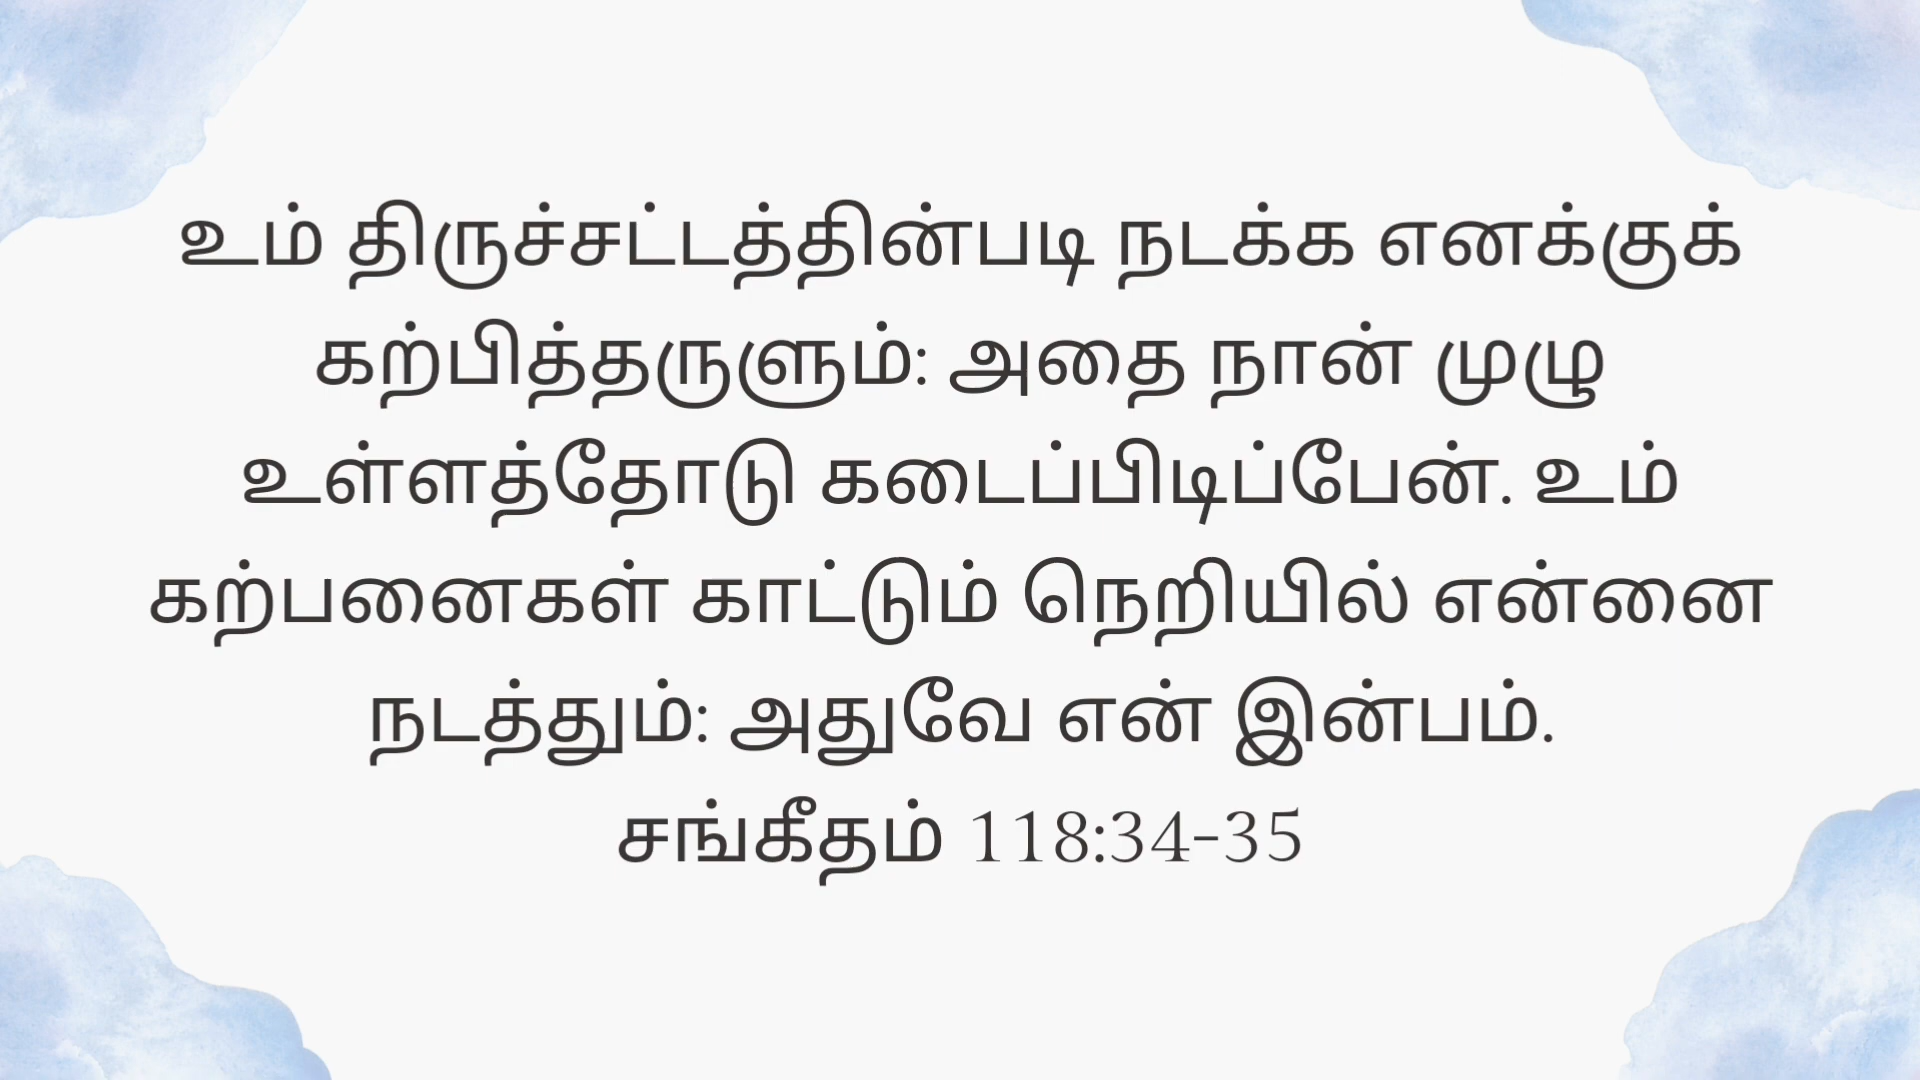 உம் திருச்சட்டத்தின்படி நடக்க எனக்குக்
கற்பித்தருளும்: அதை நான் முழு
உள்ளத்தோடு கடைப்பிடிப்பேன். உம்
கற்பனைகள் காட்டும் நெறியில் என்னை
நடத்தும்: அதுவே என் இன்பம்.
சங்கீதம் 118:34-35